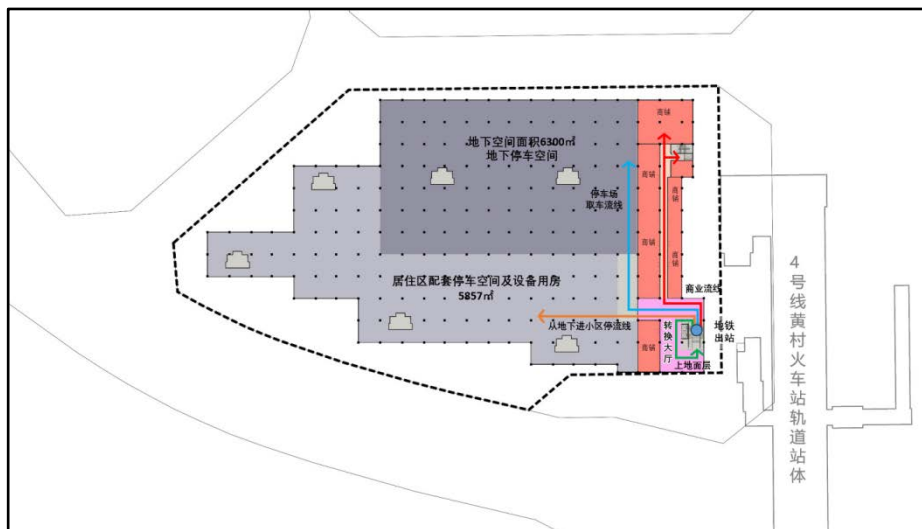 商铺
地下空间面积6300㎡
地下停车空间
停车场
取车流线
商铺
商铺
商铺
居住区配套停车空间及设备用房
5857㎡
商业流线
从地下进小区停流线
地铁
出站
转换大厅
商铺
上地面层
4号线黄村火车站轨道站体